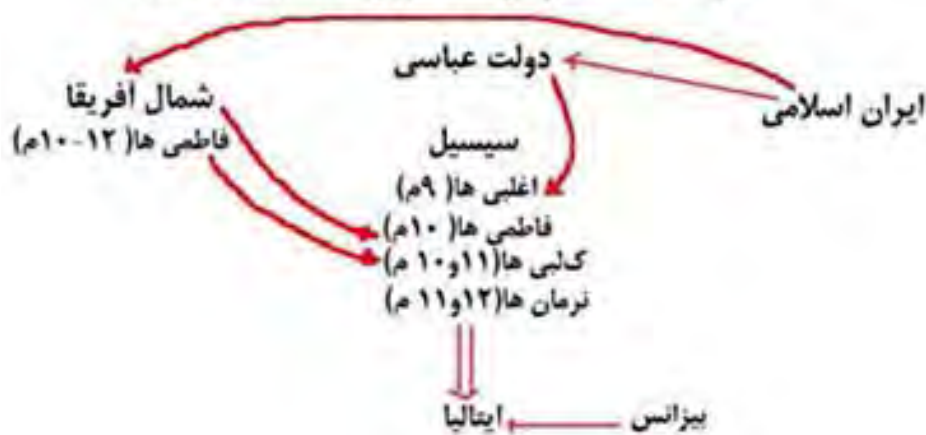 دولت عباسی
ایران اسلامی
شمال آفریقا
فاطمی ها( ۱۲-۱۰م)
سیسیل
اغلبی ها( ۹م)
فاطمی ها( ۱۰م)
کلبی ها(۱۱و۱۰ م)
نرمان ها(۱۲و۱۱ م)
بیزانس
ایتالیا